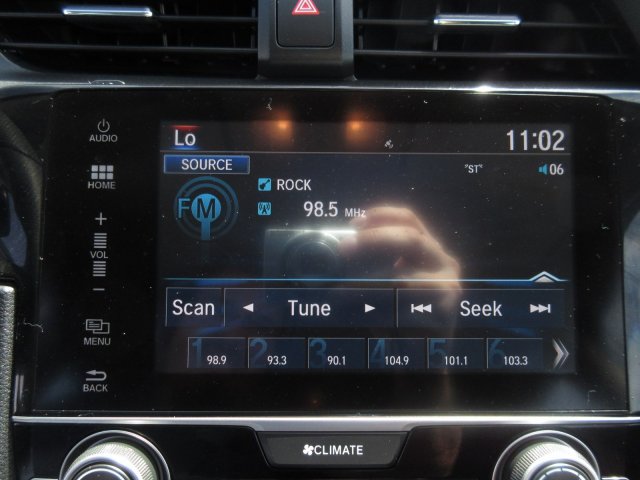 AUDIO
Lo
11:02
SOURCE
"ST"
06
HOME
ROCK
FM
98.5 MHz
VOL
Scan
Tune
Seek
MENU
1 98.9
2 93.3
3 90.1
4 104.9
5 101.1
6 103.3
BACK
CLIMATE